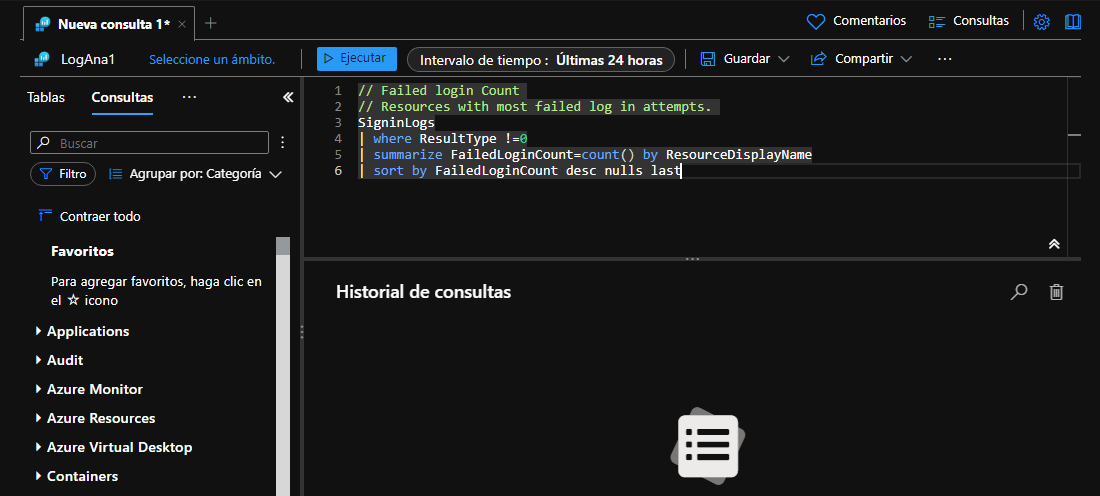 Nueva consulta 1*
Comentarios
Consultas
LogAna1
Seleccione un ámbito.
Ejecutar
Intervalo de tiempo : Últimas 24 horas
Guardar
Compartir
Tablas
Consultas
Buscar
Filtro
Agrupar por: Categoría
Contraer todo
Favoritos
Para agregar favoritos, haga clic en
el ☆ icono
Applications
Audit
Azure Monitor
Azure Resources
Azure Virtual Desktop
Containers
1 // Failed login Count
2 // Resources with most failed log in attempts.
3 SigninLogs
4 | where ResultType !=0
5 | summarize FailedLoginCount=count() by ResourceDisplayName
6 | sort by FailedLoginCount desc nulls last
Historial de consultas